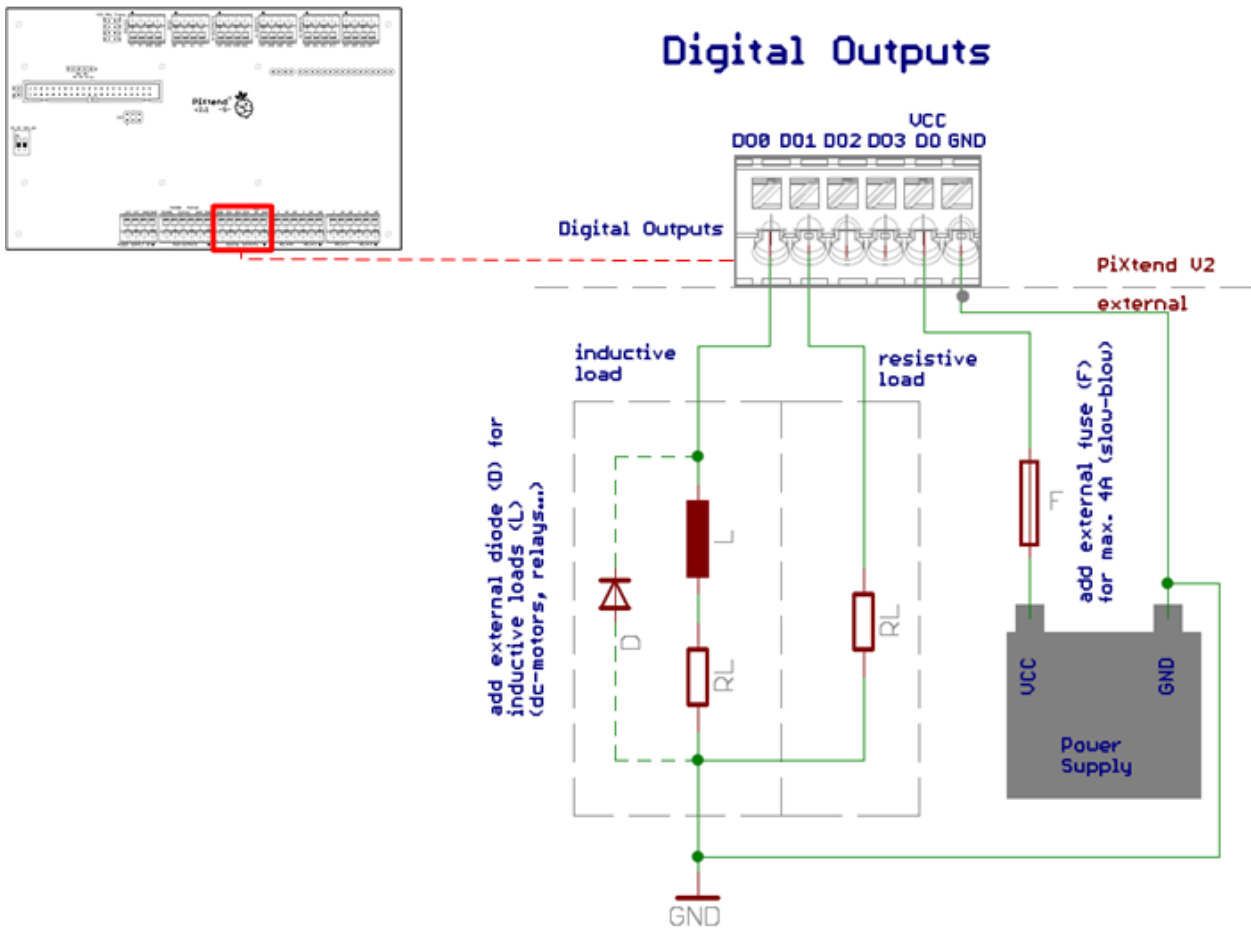 Digital Outputs
PiXtend
VCC
DO0 DO1 DO2 DO3 DO GND
Digital Outputs
PiXtend V2
external
inductive
load
resistive
load
add external diode (D) for
inductive loads (L)
(dc-motors, relays...)
add external fuse (F)
for max. 4A (slow-blow)
D
L
RL
RL
F
VCC
GND
Power
Supply
GND